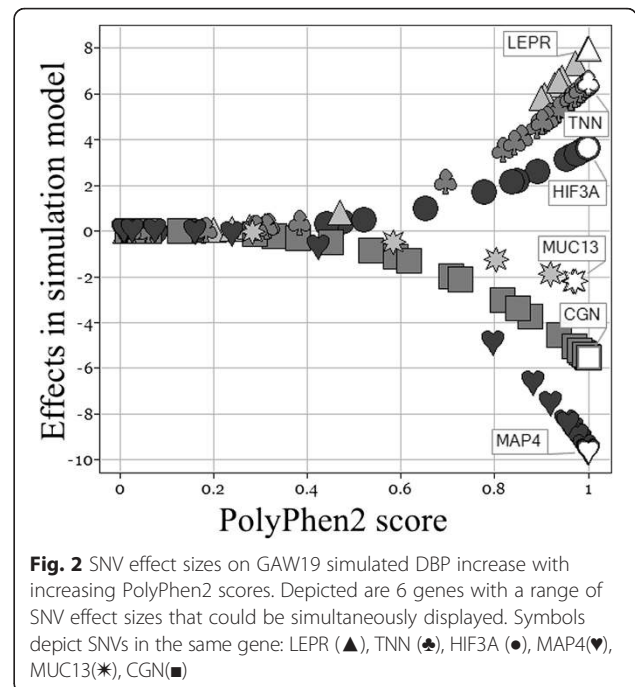 8
6
4
2
0
-2
-4
-6
-8
-10
Effects in simulation model
LEPR
TNN
HIF3A
MUC13
CGN
MAP4
0
0.2
0.4
0.6
0.8
1
PolyPhen2 score
Fig. 2 SNV effect sizes on GAW19 simulated DBP increase with
increasing PolyPhen2 scores. Depicted are 6 genes with a range of
SNV effect sizes that could be simultaneously displayed. Symbols
depict SNVs in the same gene: LEPR (▲), TNN (♣), HIF3A (●), MAP4(♥),
MUC13(✶), CGN(■)